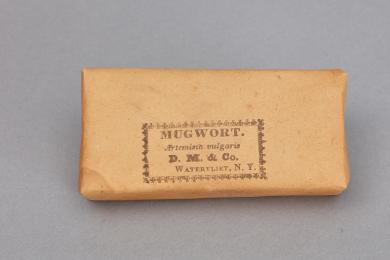 MUGWORT.
Artemisia vulgaris
D. M. & Co.
WATERVLIET, N. Y.